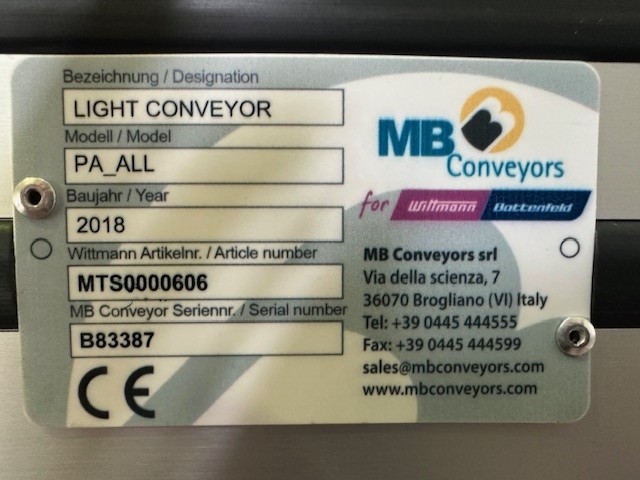 Bezeichnung / Designation
LIGHT CONVEYOR
Modell / Model
PA_ALL
Baujahr / Year
2018
Wittmann Artikelnr. / Article number
MTS0000606
MB Conveyor Seriennr. / Serial number
B83387
CE
MB
Conveyors
for Wittmann Battenfeld
MB Conveyors srl
Via della scienza, 7
36070 Brogliano (VI) Italy
Tel: +39 0445 444555
Fax: +39 0445 444599
sales@mbconveyors.com
www.mbconveyors.com